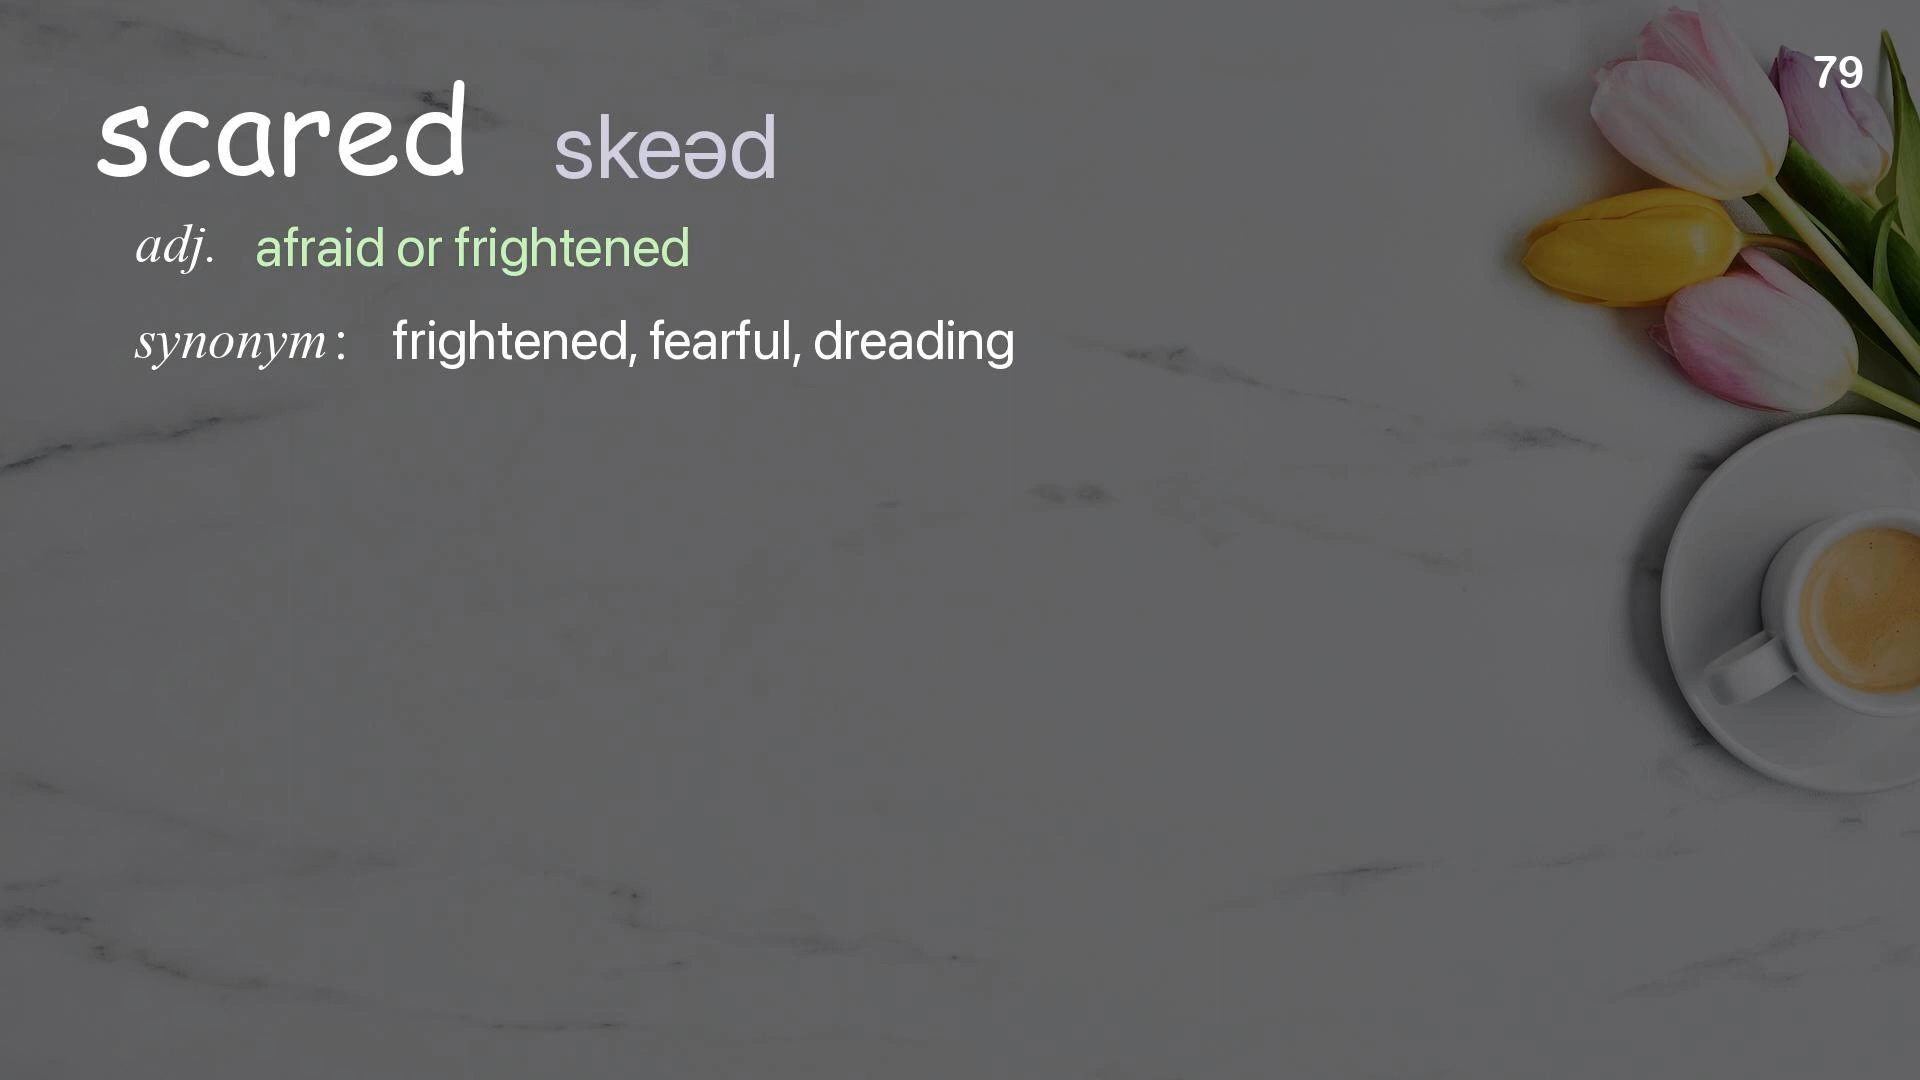 79
scared skeəd
adj. afraid or frightened
synonym: frightened, fearful, dreading